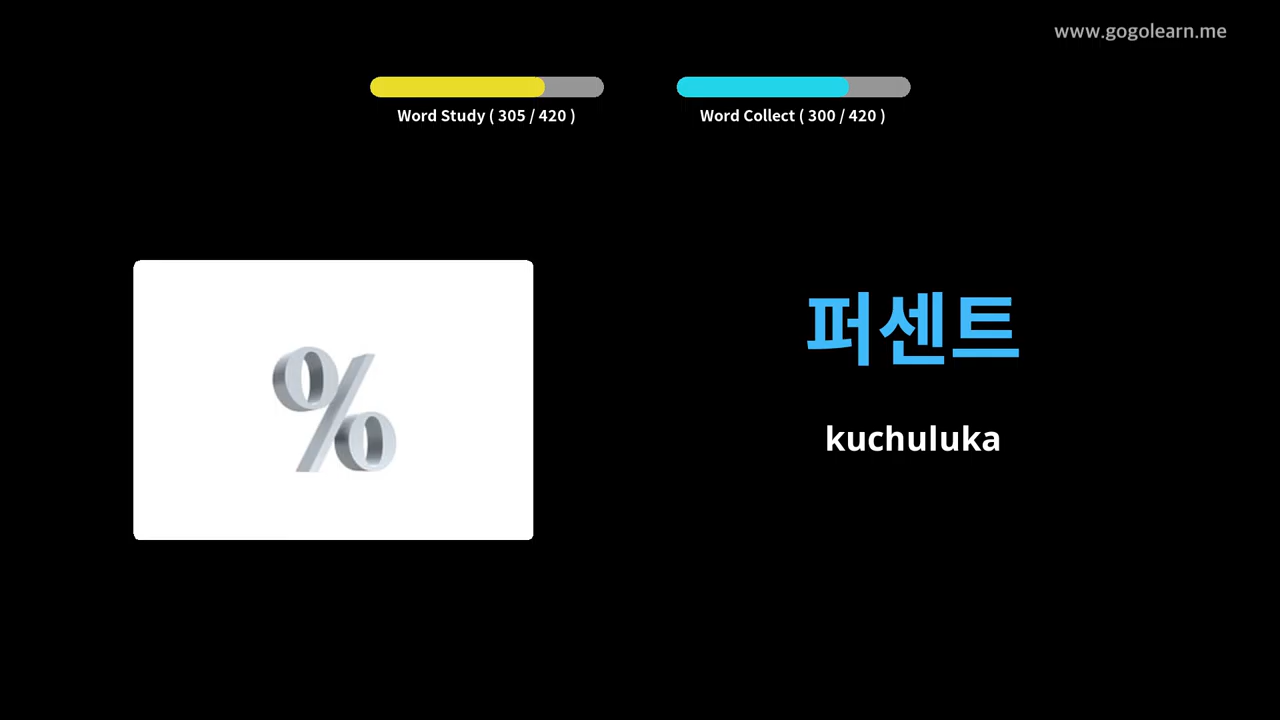 www.gogolearn.me
Word Study ( 305 / 420 )
Word Collect ( 300 / 420 )
%
퍼센트
kuchuluka